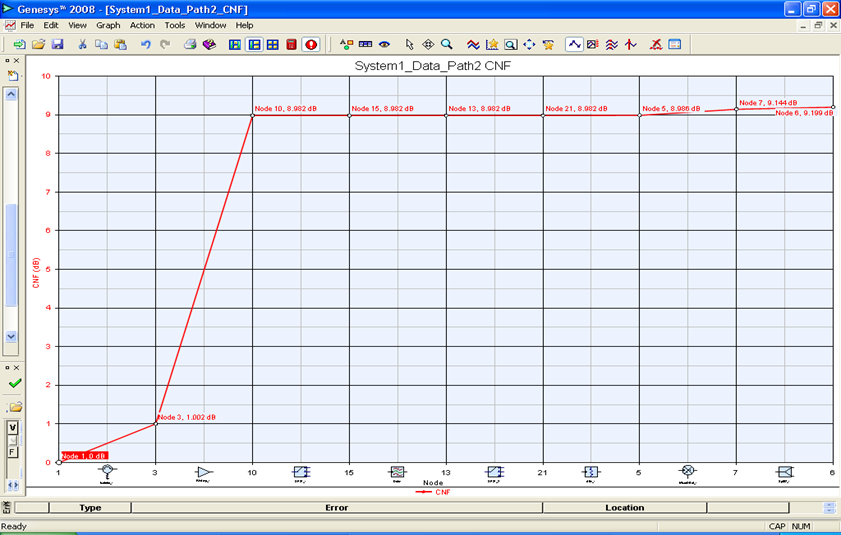 Genesys™ 2008 - [System1_Data_Path2_CNF]
File Edit View Graph Action Tools Window Help
System1_Data_Path2 CNF
10
9
8
7
6
5
4
3
2
1
0
CNF (dB)
Node 10, 8.982 dB
Node 15, 8.982 dB
Node 13, 8.982 dB
Node 21, 8.982 dB
Node 5, 8.986 dB
Node 7, 9.144 dB
Node 6, 9.199 dB
Node 3, 1.002 dB
Node 1, 0 dB
1 3 10 15 13 21 5 7 6
Node
CNF
V
F
Type Error Location
Ready CAP NUM